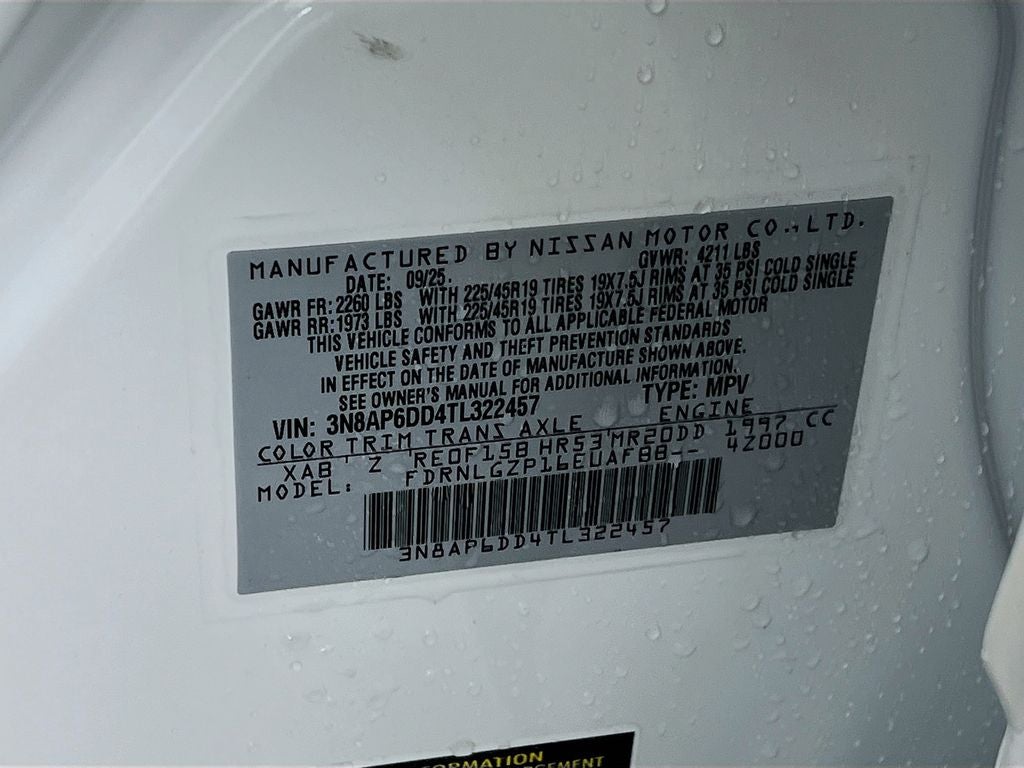 MANUFACTURED BY NISSAN MOTOR CO., LTD.
DATE: 09/25. GVWR: 4211 LBS
GAWR FR: 2260 LBS WITH 225/45R19 TIRES 19X7.5J RIMS AT 35 PSI COLD SINGLE
GAWR RR: 1973 LBS WITH 225/45R19 TIRES 19X7.5J RIMS AT 35 PSI COLD SINGLE
THIS VEHICLE CONFORMS TO ALL APPLICABLE FEDERAL MOTOR
VEHICLE SAFETY AND THEFT PREVENTION STANDARDS
IN EFFECT ON THE DATE OF MANUFACTURE SHOWN ABOVE.
SEE OWNER'S MANUAL FOR ADDITIONAL INFORMATION.
VIN: 3N8AP6DD4TL322457 TYPE: MPV
COLOR TRIM TRANS AXLE ENGINE
XAB Z RE0F15B HR53 MR20DD 1997 CC
MODEL: FDRNLGZP16EUAF88-- 4Z000
3N8AP6DD4TL322457